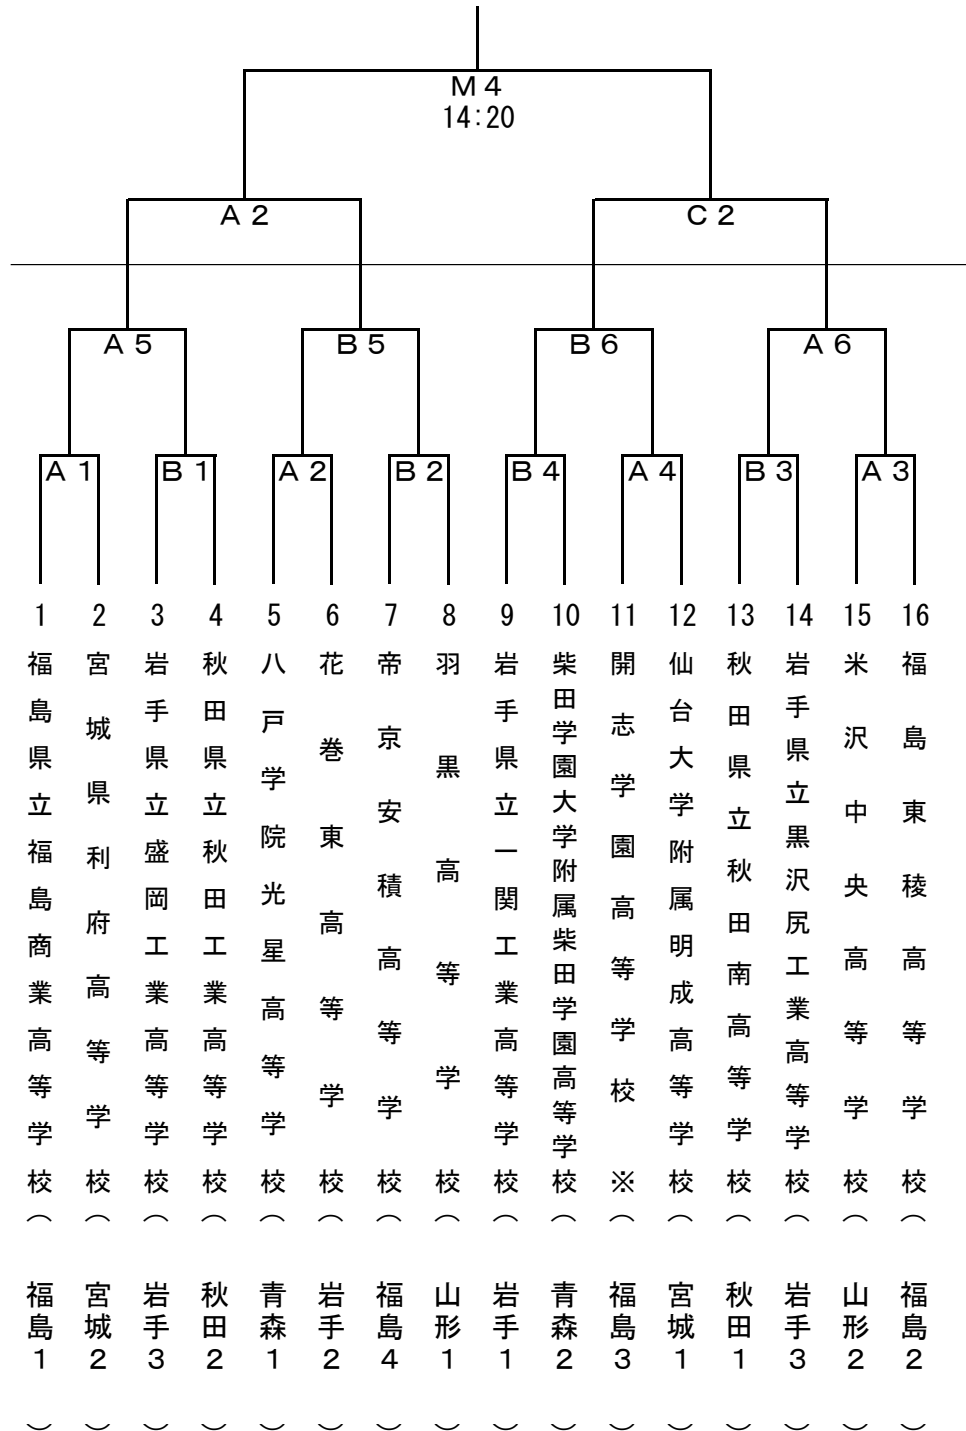 M4
14:20
A2
C2
A5
B5
B6
A6
A1
B1
A2
B2
B4
A4
B3
A3
1
2
3
4
5
6
7
8
9
10
11
12
13
14
15
16
福島県立福島商業高等学校(福島1)
宮城県利府高等学校(宮城2)
岩手県立盛岡工業高等学校(岩手3)
秋田県立秋田工業高等学校(秋田2)
八戸学院光星高等学校(青森1)
花巻東高等学校(岩手2)
帝京安積高等学校(福島4)
羽黒高等学校(山形1)
岩手県立一関工業高等学校(岩手1)
柴田学園大学附属柴田学園高等学校(青森2)
開志学園高等学校※(福島3)
仙台大学附属明成高等学校(宮城1)
秋田県立秋田南高等学校(秋田1)
岩手県立黒沢尻工業高等学校(岩手3)
米沢中央高等学校(山形2)
福島東稜高等学校(福島2)